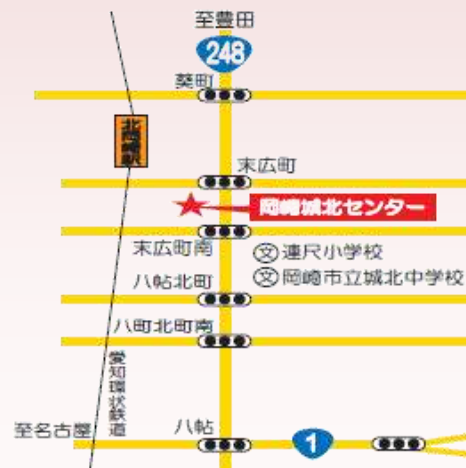 至豊田
248
葵町
北岡崎駅
末広町
岡崎城北センター
末広町南
連尺小学校
八帖北町
岡崎市立城北中学校
八町北町南
愛知環状鉄道
至名古屋
八帖
1
文
文